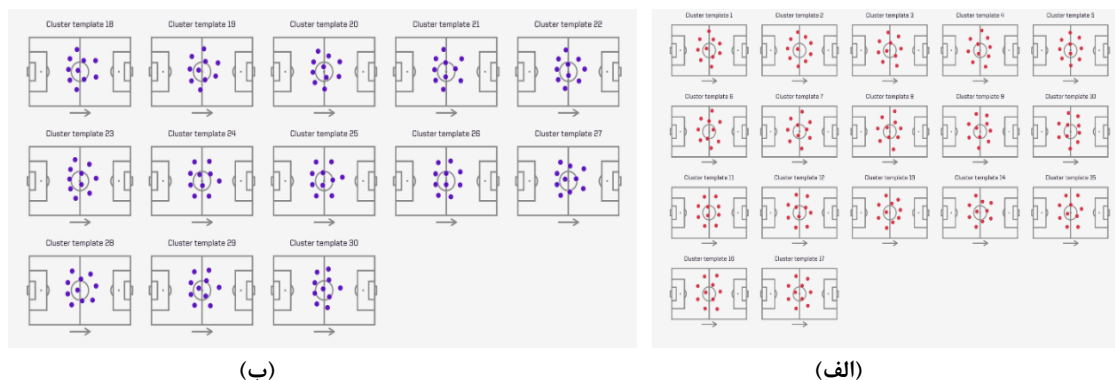 Cluster template 18 Cluster template 19 Cluster template 20 Cluster template 21 Cluster template 22
Cluster template 23 Cluster template 24 Cluster template 25 Cluster template 26 Cluster template 27
Cluster template 28 Cluster template 29 Cluster template 30
(ب)
Cluster template 1 Cluster template 2 Cluster template 3 Cluster template 4 Cluster template 5
Cluster template 6 Cluster template 7 Cluster template 8 Cluster template 9 Cluster template 10
Cluster template 11 Cluster template 12 Cluster template 13 Cluster template 14 Cluster template 15
Cluster template 16 Cluster template 17
(الف)